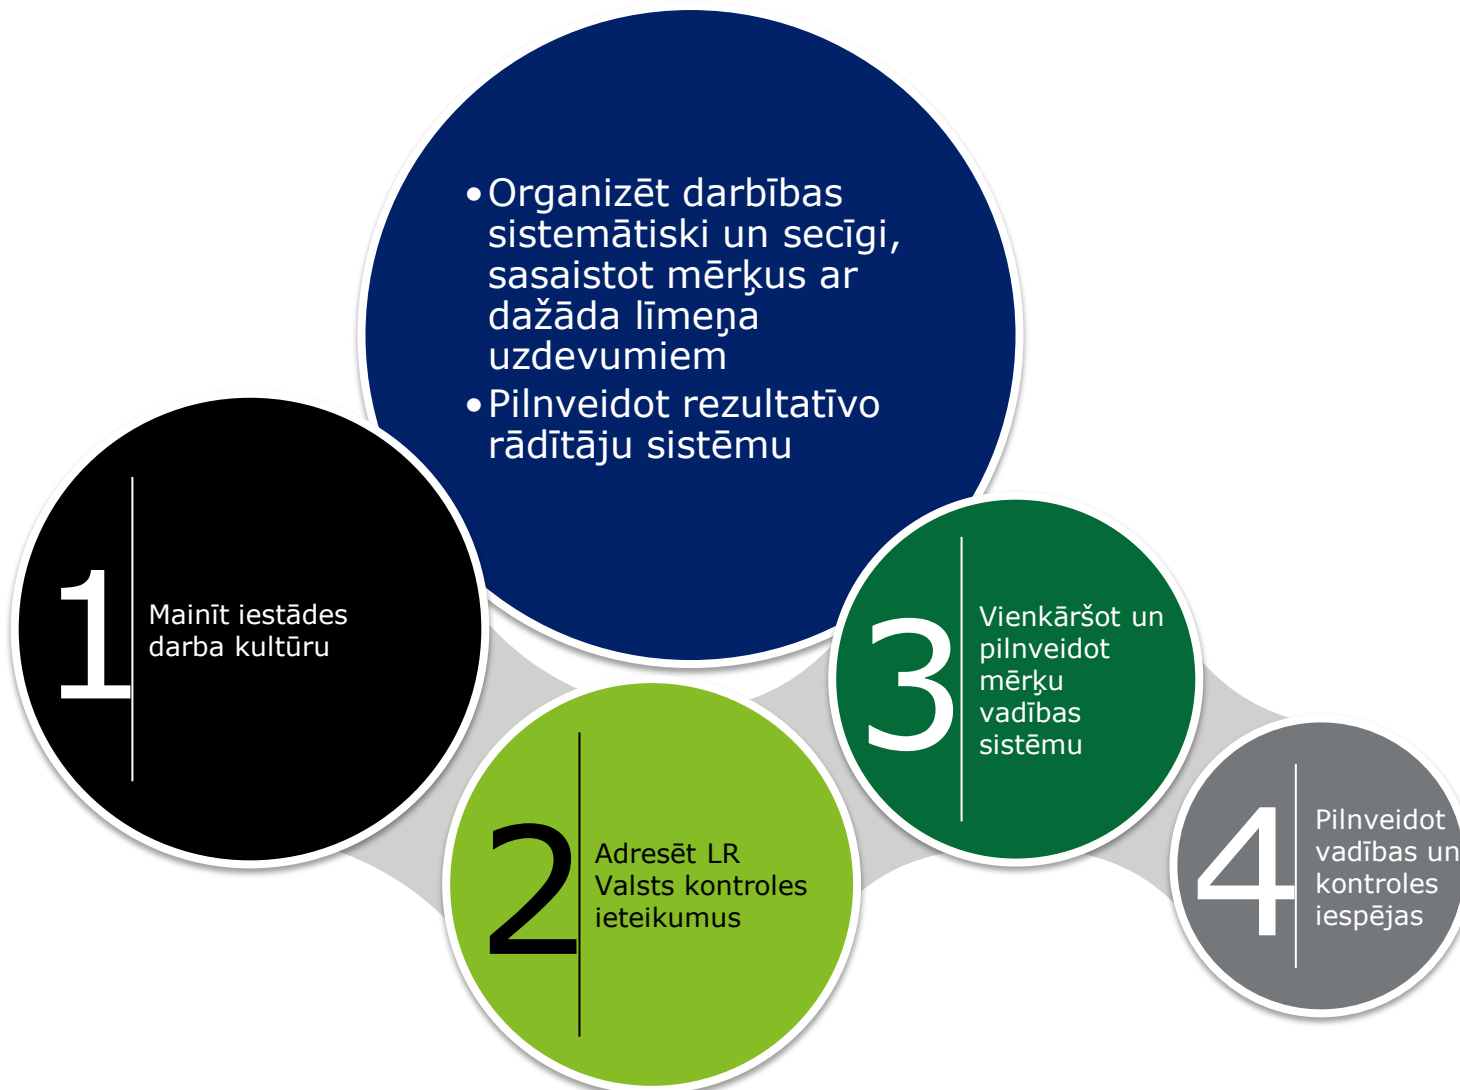 •Organizēt darbības
sistemātiski un secīgi,
sasaistot mērķus ar
dažāda līmeņa
uzdevumiem
•Pilnveidot rezultatīvo
rādītāju sistēmu
1
Mainīt iestādes
darba kultūru
2
Adresēt LR
Valsts kontroles
ieteikumus
3
Vienkāršot un
pilnveidot
mērķu
vadības
sistēmu
4
Pilnveidot
vadības un
kontroles
iespējas